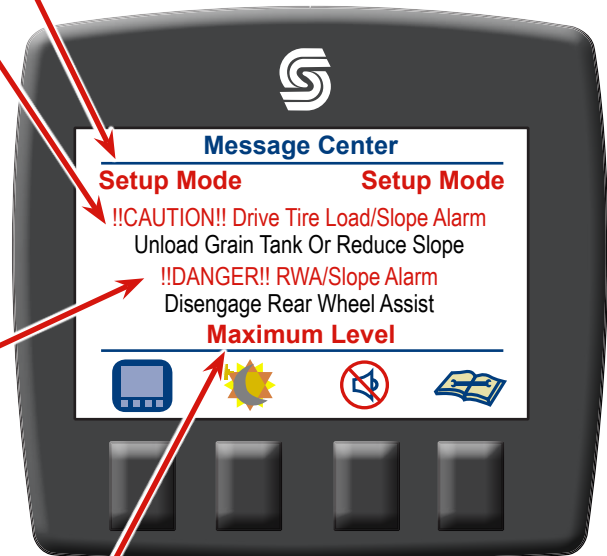 Message Center
Setup Mode Setup Mode
!!CAUTION!! Drive Tire Load/Slope Alarm
Unload Grain Tank Or Reduce Slope
!!DANGER!! RWA/Slope Alarm
Disengage Rear Wheel Assist
Maximum Level